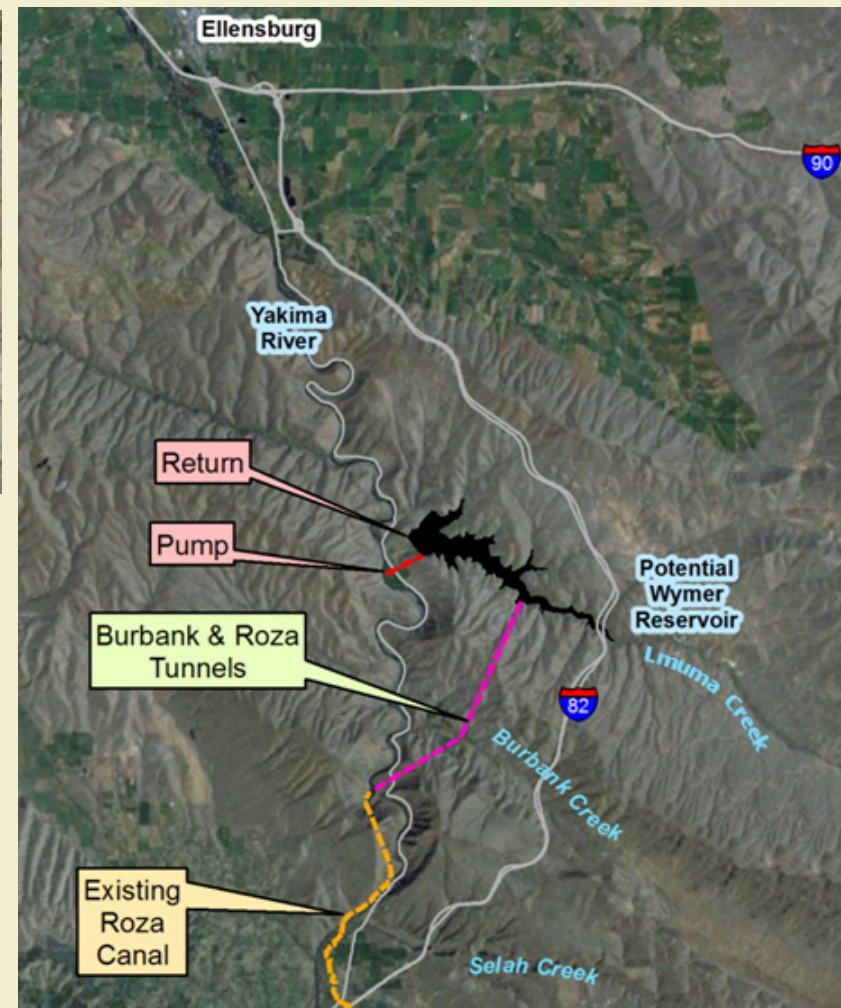 Ellensburg
90
Yakima
River
Return
Pump
Potential
Wymer
Reservoir
Burbank & Roza
Tunnels
Lmuma Creek
82
Burbank Creek
Existing
Roza
Canal
Selah Creek